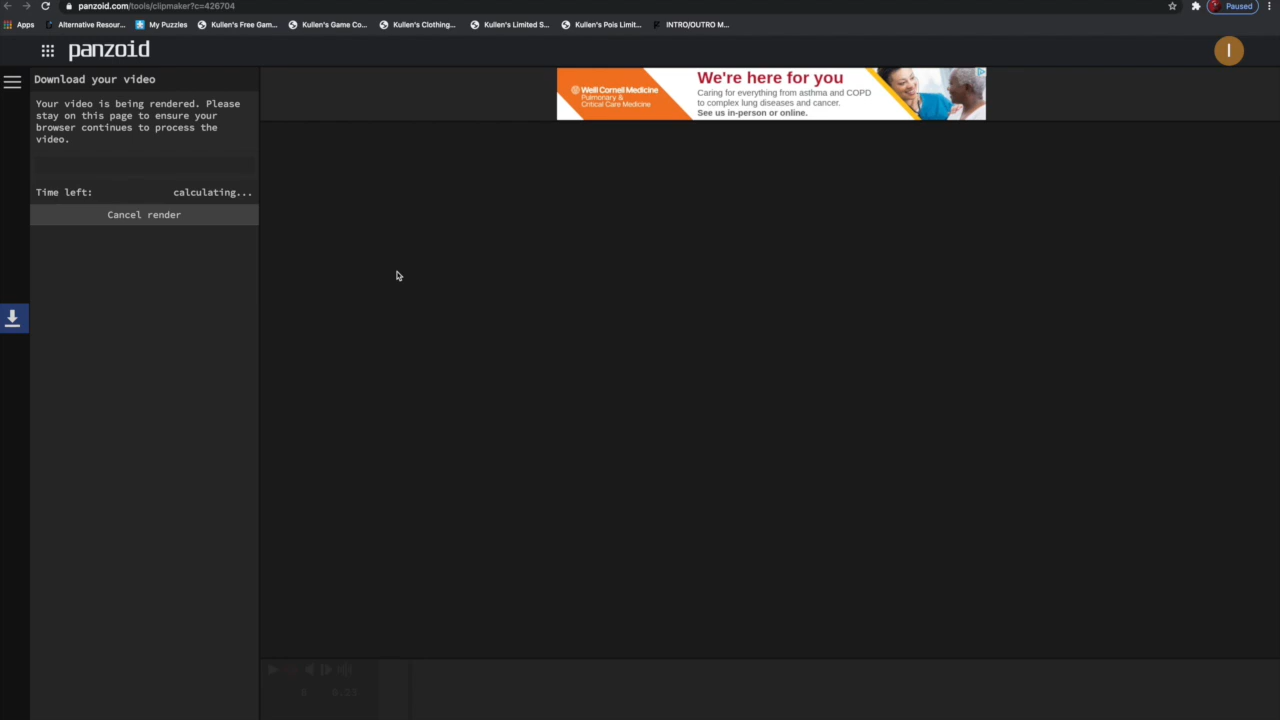 panzoid.com/tools/clipmaker?c=426704
Paused
Apps
Alternative Resour...
My Puzzles
Kullen's Free Gam...
Kullen's Game Co...
Kullen's Clothing...
Kullen's Limited S...
Kullen's Pois Limit...
INTRO/OUTRO M...
panzoid
I
Download your video
Your video is being rendered. Please
stay on this page to ensure your
browser continues to process the
video.
Time left: calculating...
Cancel render
Weill Cornell Medicine
Pulmonary &
Critical Care Medicine
We're here for you
Caring for everything from asthma and COPD
to complex lung diseases and cancer.
See us in-person or online.